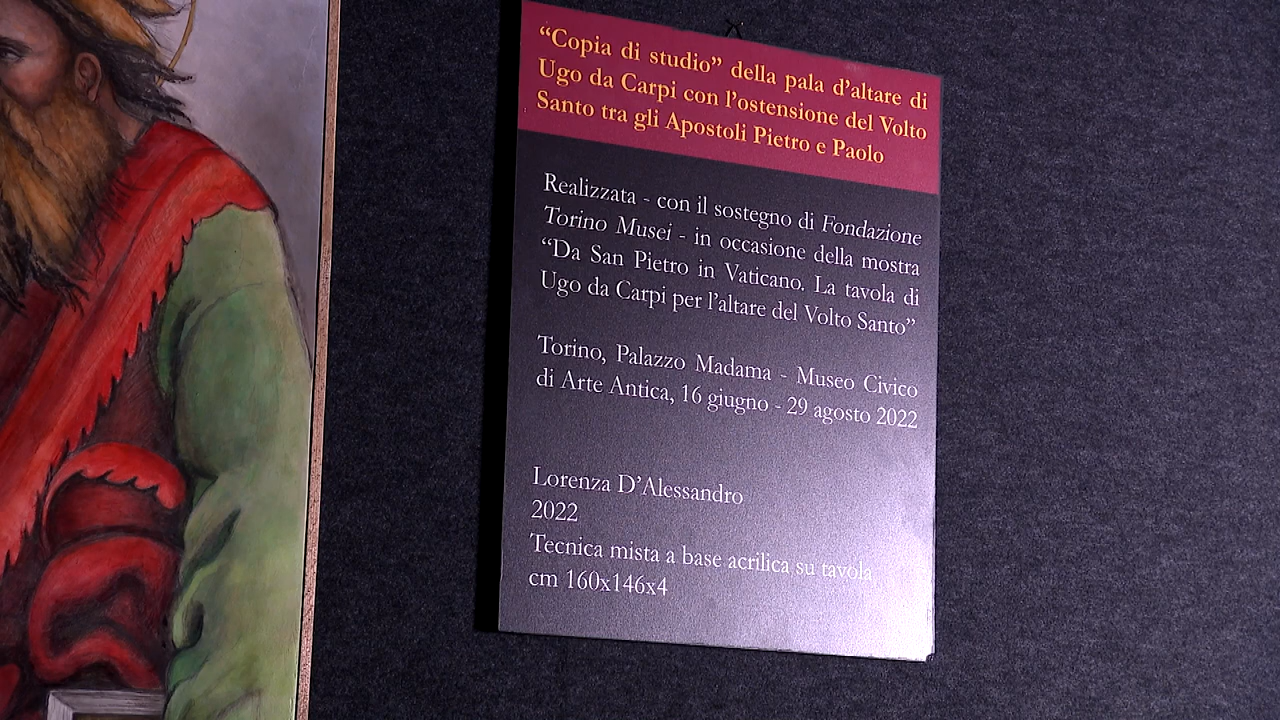 “Copia di studio” della pala d’altare di
Ugo da Carpi con l’ostensione del Volto
Santo tra gli Apostoli Pietro e Paolo
Realizzata - con il sostegno di Fondazione
Torino Musei - in occasione della mostra
“Da San Pietro in Vaticano. La tavola di
Ugo da Carpi per l’altare del Volto Santo”
Torino, Palazzo Madama - Museo Civico
di Arte Antica, 16 giugno - 29 agosto 2022
Lorenza D’Alessandro
2022
Tecnica mista a base acrilica su tavola
cm 160x146x4